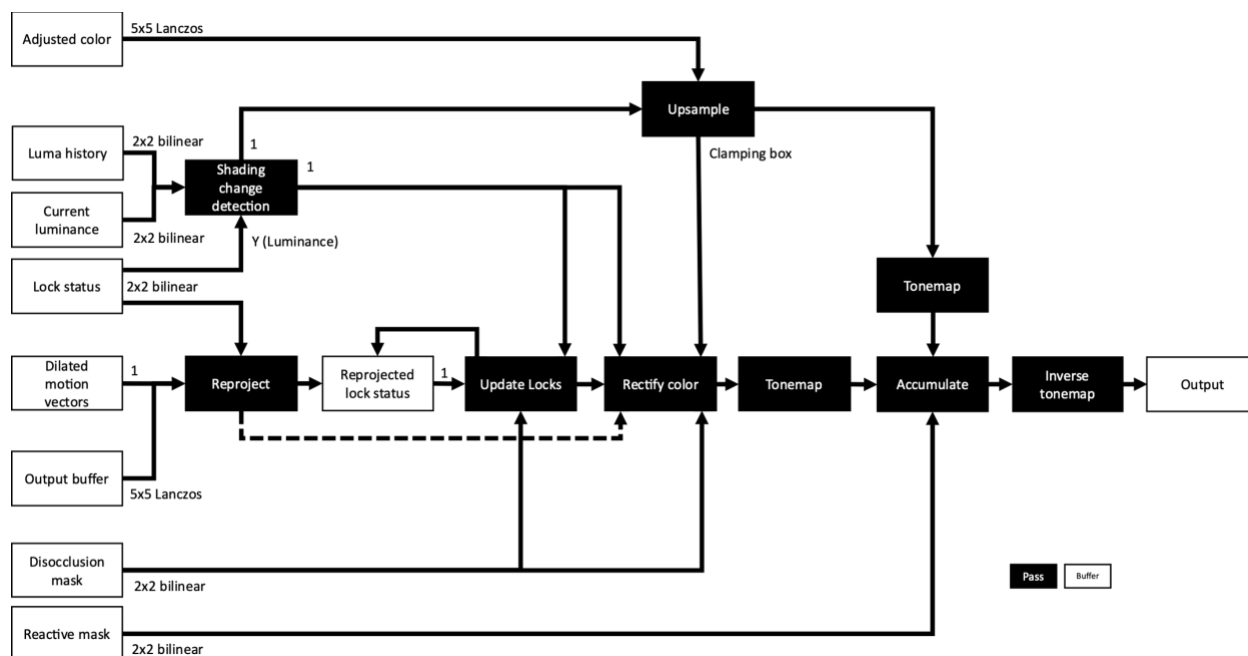 Adjusted color
5x5 Lanczos
Upsample
Clamping box
Luma history
2x2 bilinear
1
1
Shading
change
detection
Current
luminance
2x2 bilinear
Y (Luminance)
Lock status
2x2 bilinear
Tonemap
Dilated
motion
vectors
1
Reproject
Reprojected
lock status
1
Update Locks
Rectify color
Tonemap
Accumulate
Inverse
tonemap
Output
Output buffer
5x5 Lanczos
Disocclusion
mask
2x2 bilinear
Pass
Buffer
Reactive mask
2x2 bilinear